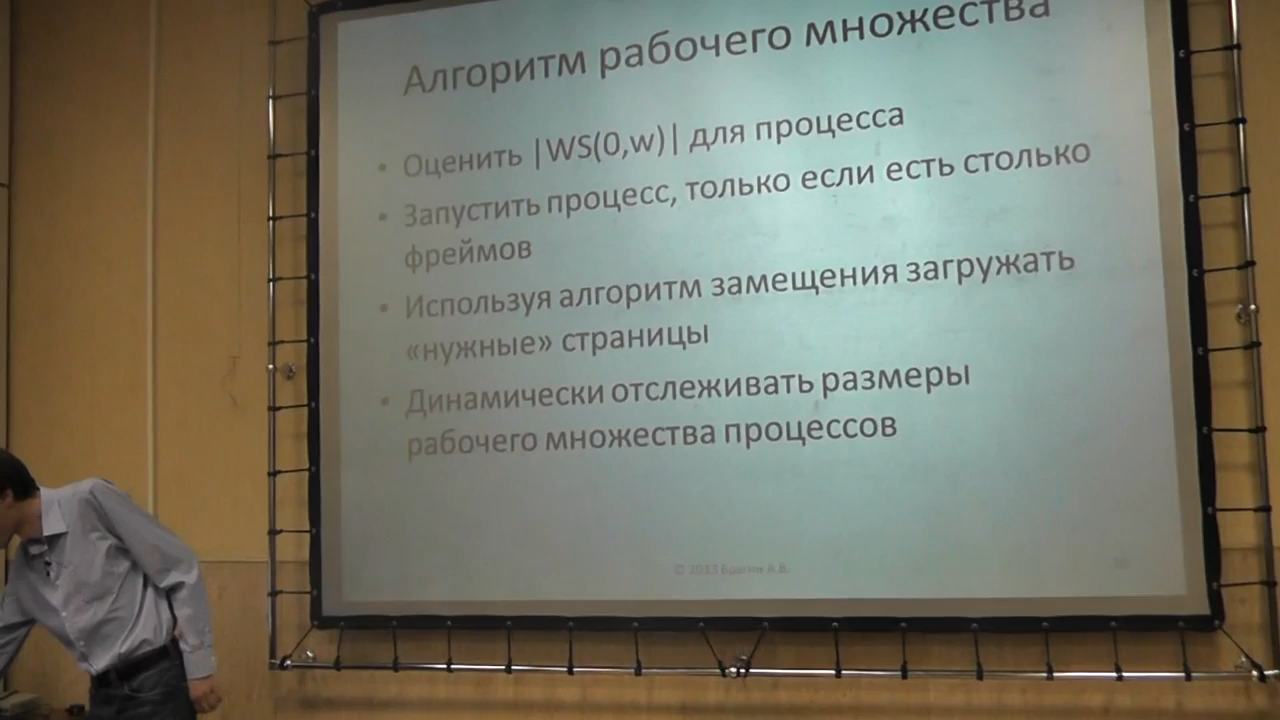 Алгоритм рабочего множества
• Оценить |WS(0,w)| для процесса
• Запустить процесс, только если есть столько
фреймов
• Используя алгоритм замещения загружать
«нужные» страницы
• Динамически отслеживать размеры
рабочего множества процессов
© 2013 Брагин А.В.